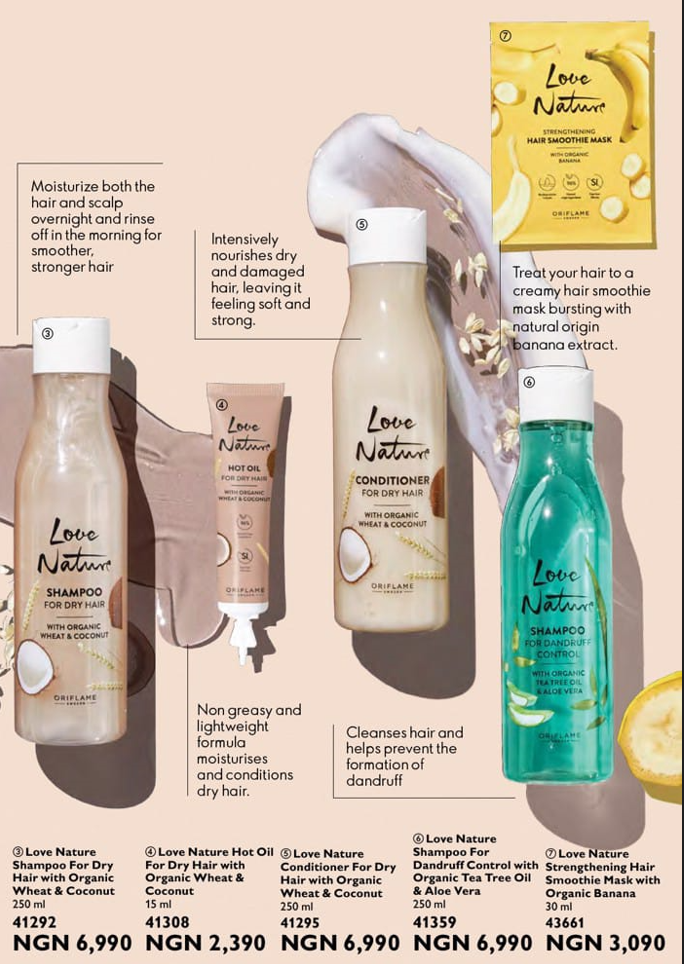 ⑦
Love
Nature
STRENGTHENING
HAIR SMOOTHIE MASK
WITH ORGANIC
BANANA
ORIFLAME
SWEDEN
Moisturize both the
hair and scalp
overnight and rinse
off in the morning for
smoother,
stronger hair
Intensively
nourishes dry
and damaged
hair, leaving it
feeling soft and
strong.
Treat your hair to a
creamy hair smoothie
mask bursting with
natural origin
banana extract.
③
Love
Nature
SHAMPOO
FOR DRY HAIR
WITH ORGANIC
WHEAT & COCONUT
ORIFLAME
SWEDEN
④
Love
Nature
HOT OIL
FOR DRY HAIR
WITH ORGANIC
WHEAT & COCONUT
ORIFLAME
SWEDEN
⑤
Love
Nature
CONDITIONER
FOR DRY HAIR
WITH ORGANIC
WHEAT & COCONUT
ORIFLAME
SWEDEN
⑥
Love
Nature
SHAMPOO
FOR DANDRUFF
CONTROL
WITH ORGANIC
TEA TREE OIL
& ALOE VERA
ORIFLAME
Non greasy and
lightweight
formula
moisturises
and conditions
dry hair.
Cleanses hair and
helps prevent the
formation of
dandruff
③ Love Nature
Shampoo For Dry
Hair with Organic
Wheat & Coconut
250 ml
41292
NGN 6,990
④ Love Nature Hot Oil
For Dry Hair with
Organic Wheat &
Coconut
15 ml
41308
NGN 2,390
⑤ Love Nature
Conditioner For Dry
Hair with Organic
Wheat & Coconut
250 ml
41295
NGN 6,990
⑥ Love Nature
Shampoo For
Dandruff Control with
Organic Tea Tree Oil
& Aloe Vera
250 ml
41359
NGN 6,990
⑦ Love Nature
Strengthening Hair
Smoothie Mask with
Organic Banana
30 ml
43661
NGN 3,090